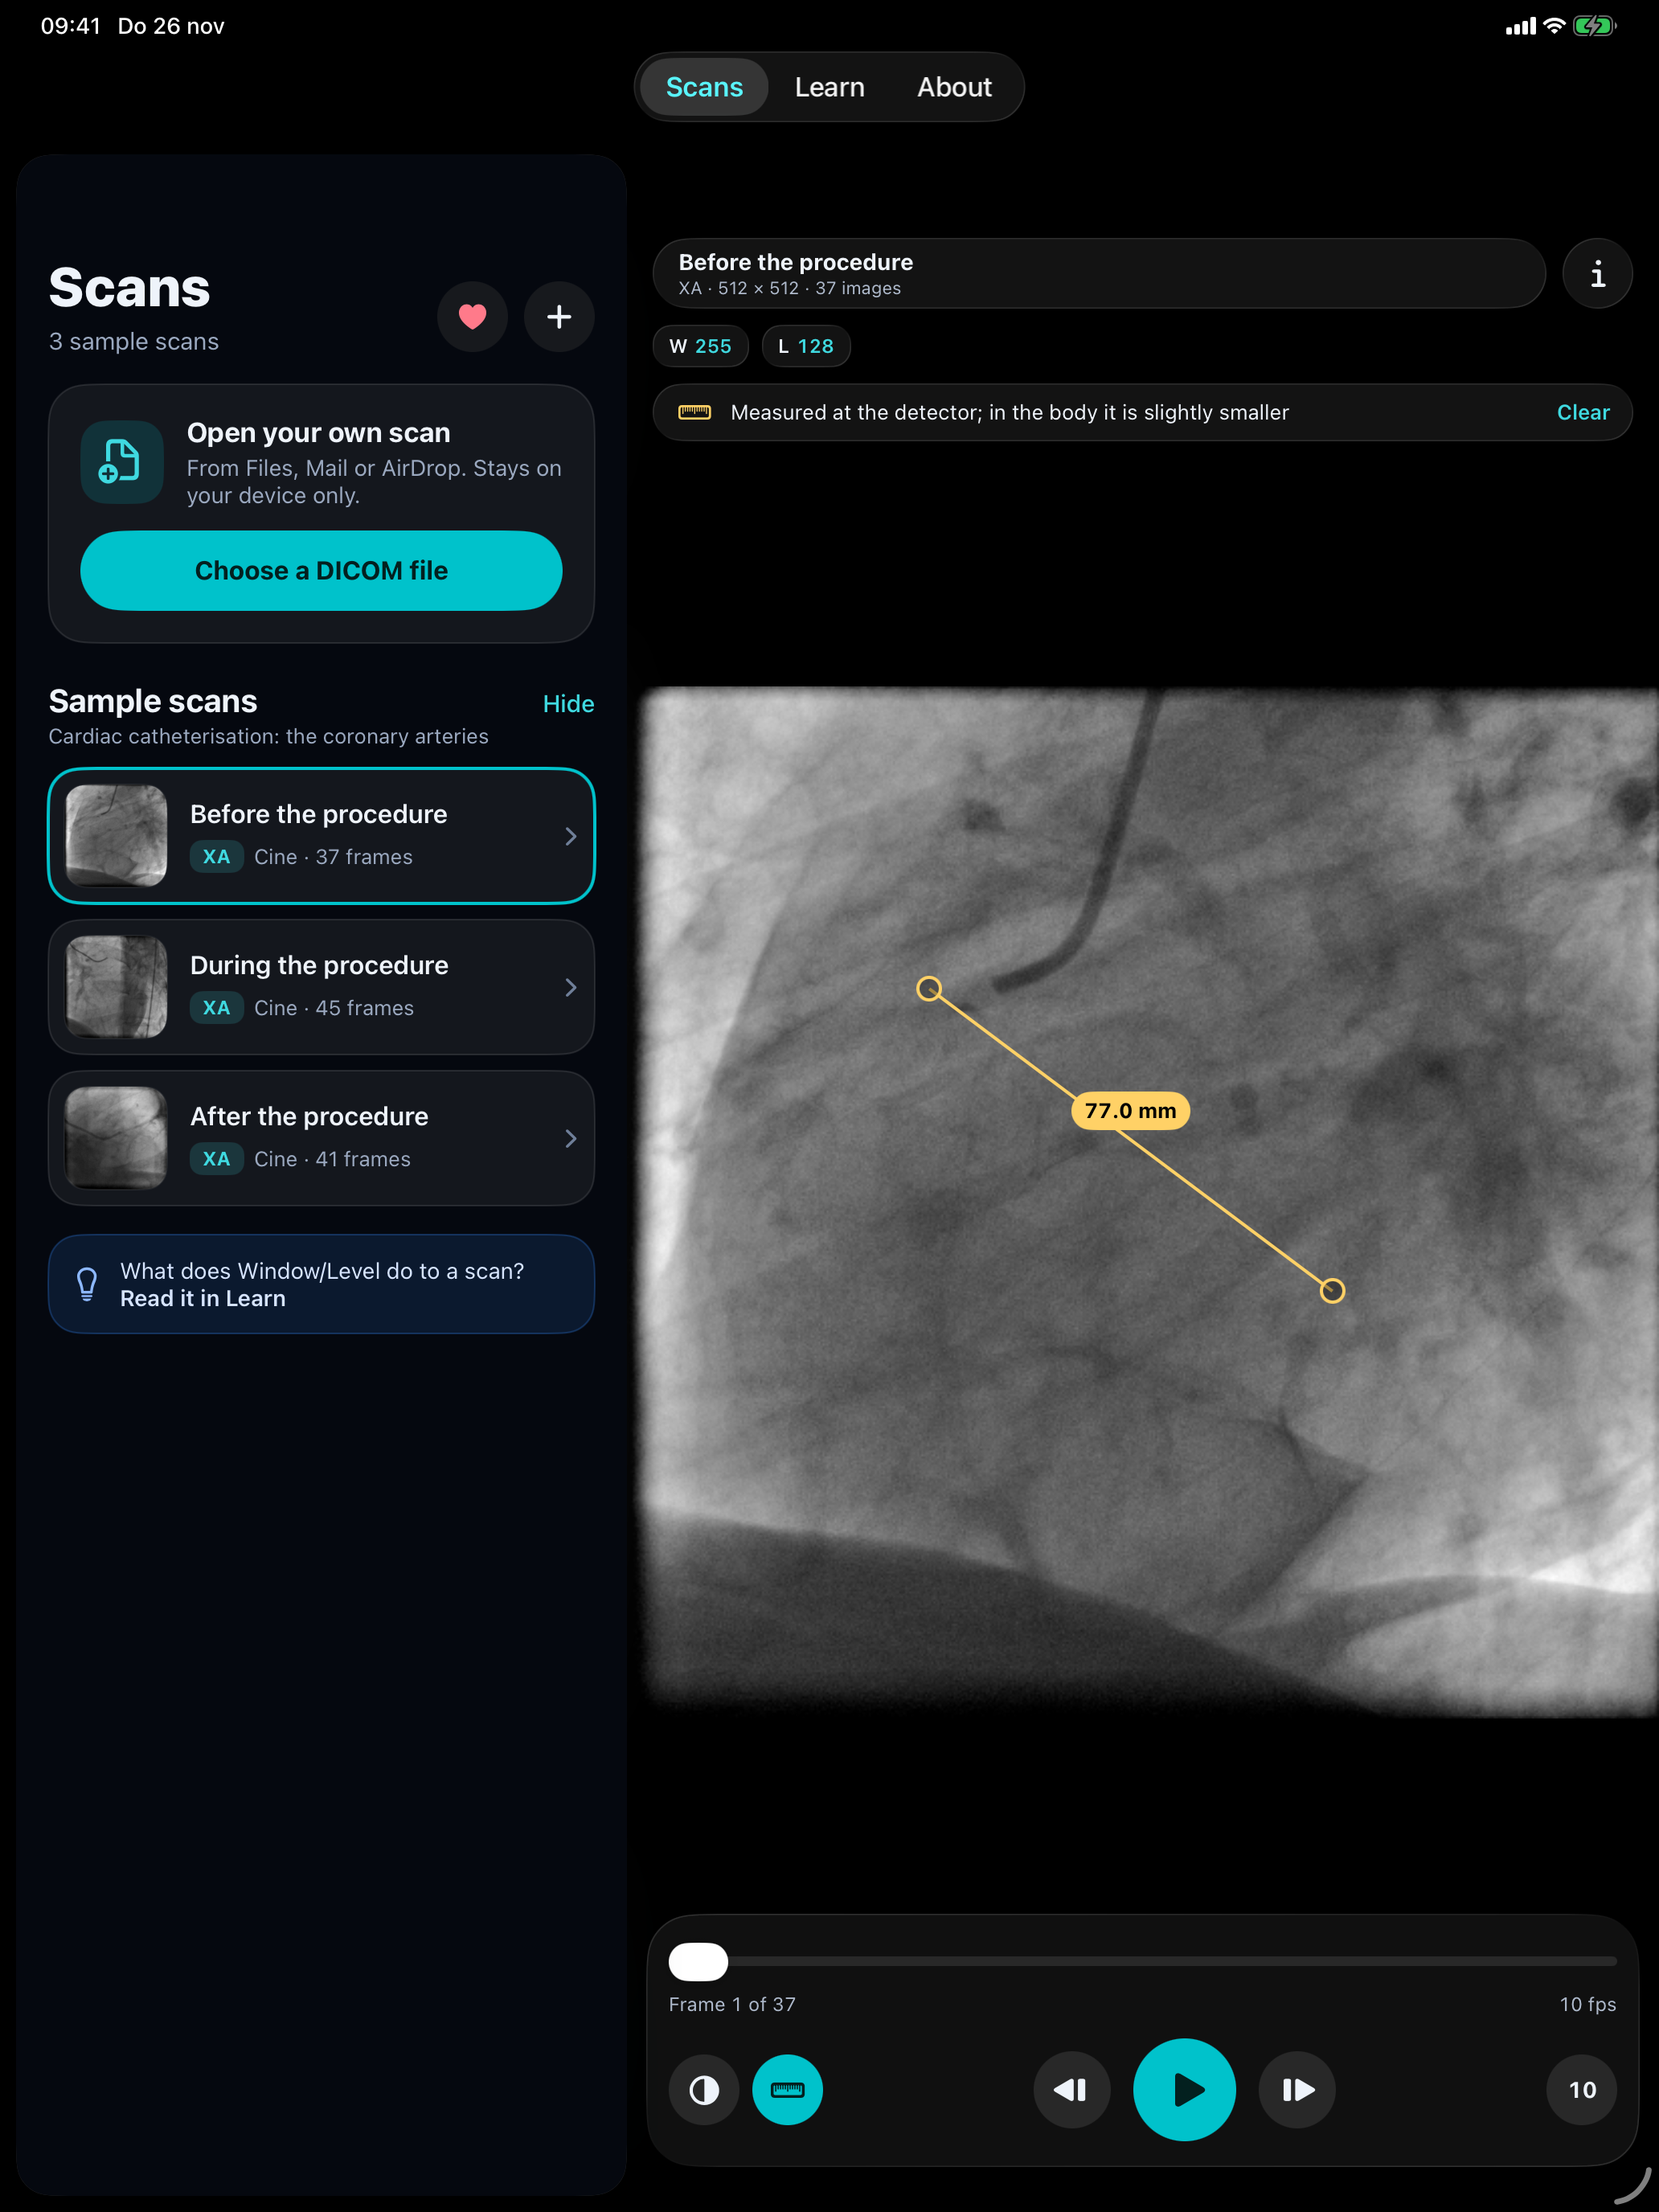 09:41 Do 26 nov
Scans Learn About
Scans
3 sample scans
Open your own scan
From Files, Mail or AirDrop. Stays on
your device only.
Choose a DICOM file
Sample scans
Hide
Cardiac catheterisation: the coronary arteries
Before the procedure
XA Cine · 37 frames
During the procedure
XA Cine · 45 frames
After the procedure
XA Cine · 41 frames
What does Window/Level do to a scan?
Read it in Learn
Before the procedure
XA · 512 × 512 · 37 images
W 255 L 128
Measured at the detector; in the body it is slightly smaller
Clear
77.0 mm
Frame 1 of 37
10 fps
10